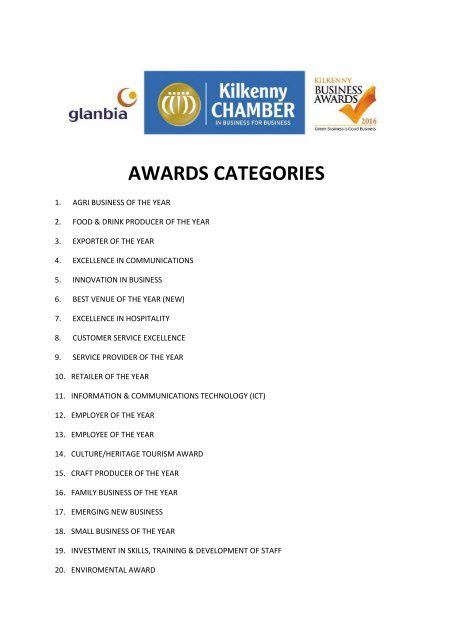 glanbia
Kilkenny
CHAMBER
IN BUSINESS FOR BUSINESS
KILKENNY
BUSINESS
AWARDS
2016
Green Business is Good Business
AWARDS CATEGORIES
1. AGRI BUSINESS OF THE YEAR
2. FOOD & DRINK PRODUCER OF THE YEAR
3. EXPORTER OF THE YEAR
4. EXCELLENCE IN COMMUNICATIONS
5. INNOVATION IN BUSINESS
6. BEST VENUE OF THE YEAR (NEW)
7. EXCELLENCE IN HOSPITALITY
8. CUSTOMER SERVICE EXCELLENCE
9. SERVICE PROVIDER OF THE YEAR
10. RETAILER OF THE YEAR
11. INFORMATION & COMMUNICATIONS TECHNOLOGY (ICT)
12. EMPLOYER OF THE YEAR
13. EMPLOYEE OF THE YEAR
14. CULTURE/HERITAGE TOURISM AWARD
15. CRAFT PRODUCER OF THE YEAR
16. FAMILY BUSINESS OF THE YEAR
17. EMERGING NEW BUSINESS
18. SMALL BUSINESS OF THE YEAR
19. INVESTMENT IN SKILLS, TRAINING & DEVELOPMENT OF STAFF
20. ENVIROMENTAL AWARD